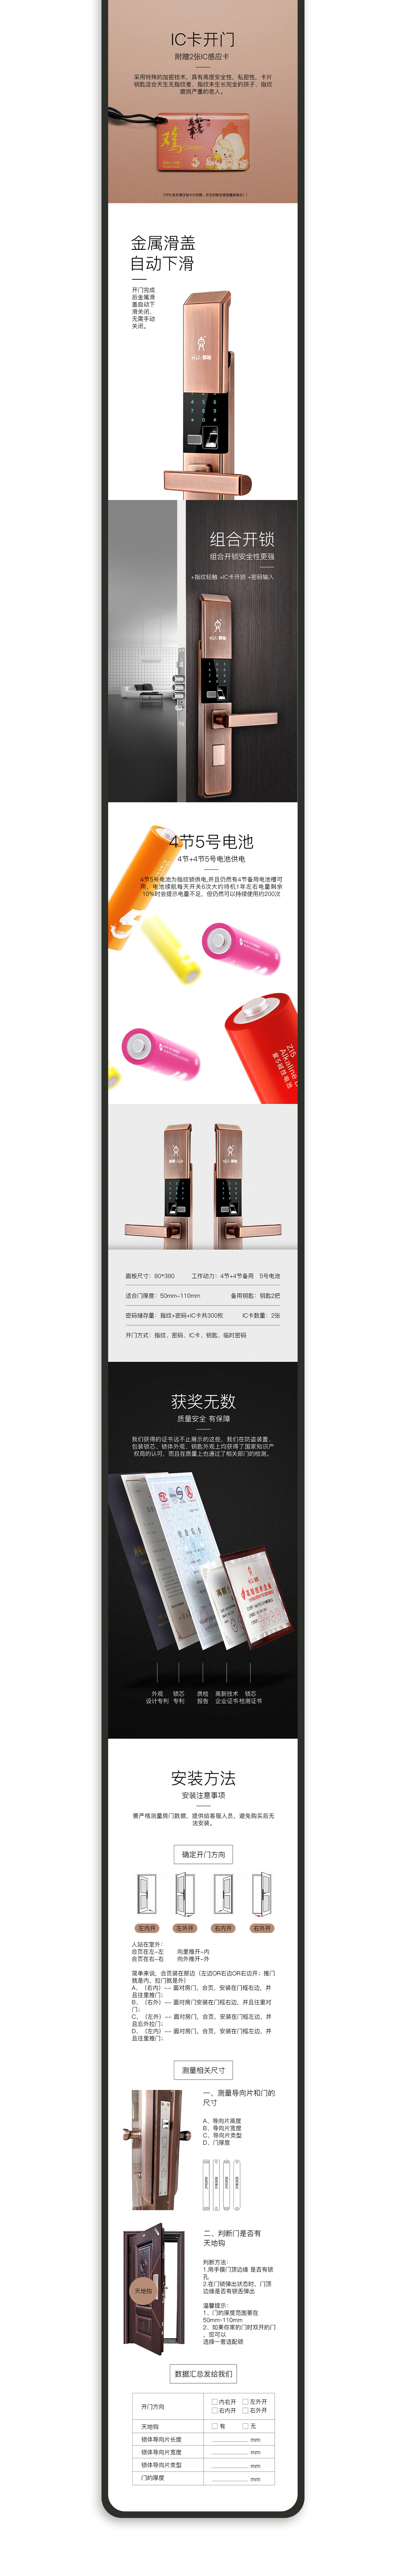 IC卡开门
附赠2张IC感应卡
采用特殊的加密技术，具有高度安全性，私密性，卡片
钥匙适合天生无指纹者，指纹未生长完全的孩子，指纹
磨损严重的老人。
鸡
金属滑盖
自动下滑
开门完成
后金属滑
盖自动下
滑关闭，
无需手动
关闭。
4 5 6
7 8 9
* 0 #
组合开锁
组合开锁安全性更强
+指纹轻触 +IC卡开锁 +密码输入
4节5号电池
4节+4节5号电池供电
4节5号电池为指纹锁供电,并且仍然有4节备用电池槽可
用，电池续航每天开关6次大约待机1年左右电量剩余
10%时会提示电量不足，但仍然可以持续使用约200次
Z15
Alkaline B
紫5碱性电池
面板尺寸：80*380 工作动力：4节+4节备用 5号电池
适合门厚度：50mm-110mm 备用钥匙：钥匙2把
密码储存量：指纹+密码+IC卡共300枚 IC卡数量：2张
开门方式：指纹、密码、IC卡、钥匙、临时密码
获奖无数
质量安全 有保障
我们获得的证书远不止展示的这些，我们在防盗装置、
包装锁芯、锁体外观、钥匙外观上均获得了国家知识产
权局的认可，而且在质量上也通过了相关部门的检测。
外观
设计专利
锁芯
专利
质检
报告
高新技术
企业证书
锁芯
检测证书
安装方法
安装注意事项
要严格测量房门数据，提供给客服人员，避免购买后无
法安装。
确定开门方向
左内开 左外开 右内开 右外开
人站在室外：
合页在左-左 向里推开-内
合页在右-右 向外推开-外
简单来说，合页装在那边（左边OR右边OR右边开；推门
就是内，拉门就是外）
A、（右内）-- 面对房门，合页，安装在门框右边，并
且往里推门；
B、（右外）-- 面对房门安装在门框右边，并且往里对
门；
C、（左外）-- 面对房门，合页，安装在门框左边，并
且忘外拉门；
D、（左内）-- 面对房门，合页，安装在门框左边，并
且往里推门；
测量相关尺寸
一、测量导向片和门的
尺寸
A、导向片高度
B、导向片宽度
C、导向片类型
D、门厚度
天地钩
二、判断门是否有
天地钩
判断方法：
1.用手摸门顶边缘 是否有锁
孔
2.在门锁弹出状态时，门顶
边缘是否有锁舌弹出
温馨提示：
1、门的厚度范围要在
50mm-110mm
2、如果你家的门时双开的门
，您可以
选择一套适配锁
数据汇总发给我们
开门方向
内右开 左外开
右内开 右外开
天地钩 有 无
锁体导向片长度 mm
锁体导向片宽度 mm
锁体导向片类型 mm
门的厚度 mm